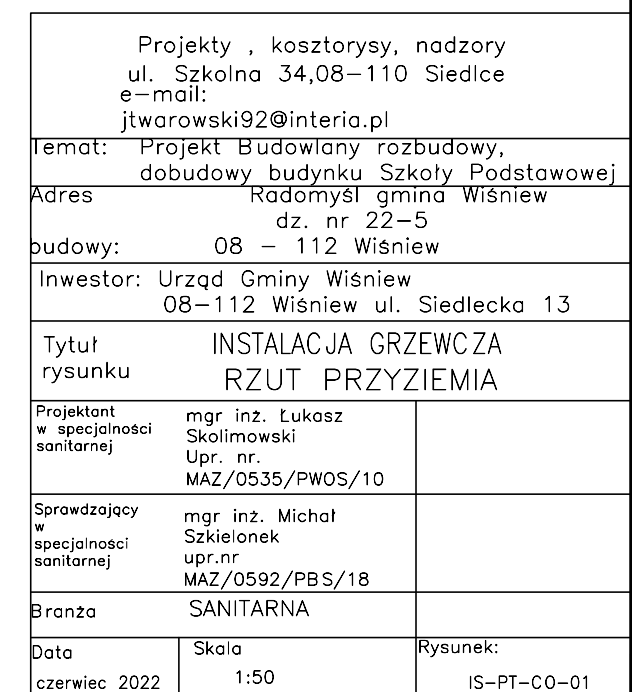 Projekty , kosztorysy, nadzory
ul. Szkolna 34,08-110 Siedlce
e-mail:
jtwarowski92@interia.pl
Temat: Projekt Budowlany rozbudowy,
dobudowy budynku Szkoły Podstawowej
Adres Radomyśl gmina Wiśniew
dz. nr 22-5
budowy: 08 - 112 Wiśniew
Inwestor: Urząd Gminy Wiśniew
08-112 Wiśniew ul. Siedlecka 13
Tytuł INSTALACJA GRZEWCZA
rysunku RZUT PRZYZIEMIA
Projektant
w specjalności
sanitarnej
mgr inż. Łukasz
Skolimowski
Upr. nr.
MAZ/0535/PWOS/10
Sprawdzający
w
specjalności
sanitarnej
mgr inż. Michał
Szkielonek
upr.nr
MAZ/0592/PBS/18
Branża SANITARNA
Data Skala Rysunek:
czerwiec 2022 1:50 IS-PT-CO-01